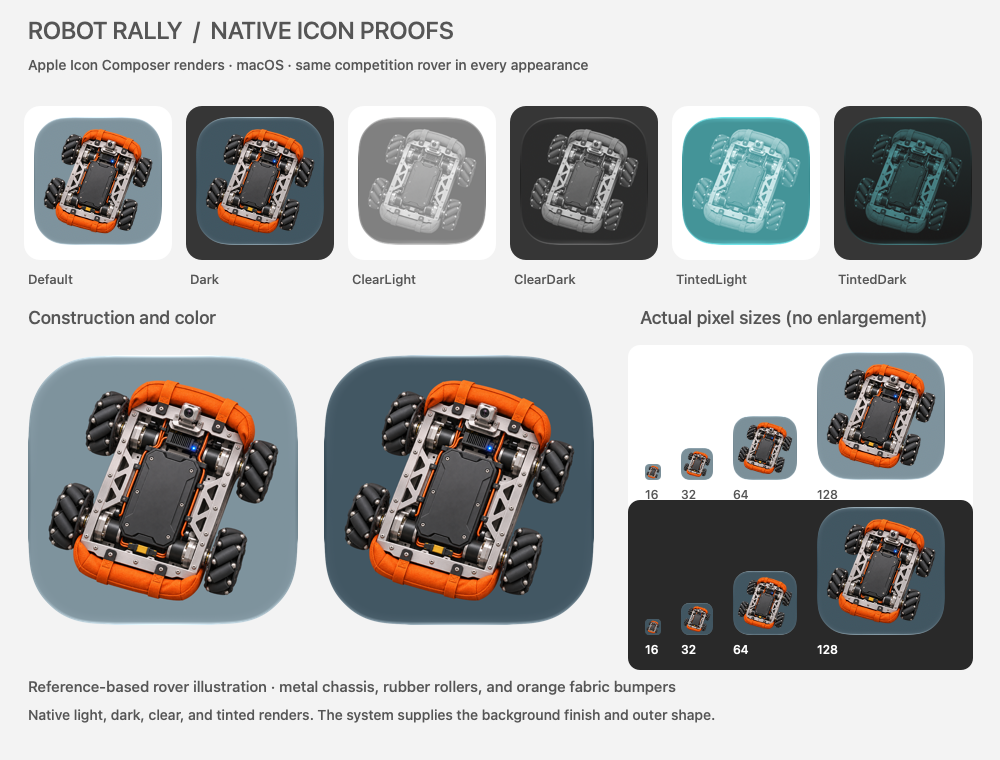 ROBOT RALLY / NATIVE ICON PROOFS
Apple Icon Composer renders · macOS · same competition rover in every appearance
Default
Dark
ClearLight
ClearDark
TintedLight
TintedDark
Construction and color
Actual pixel sizes (no enlargement)
16
32
64
128
16
32
64
128
Reference-based rover illustration · metal chassis, rubber rollers, and orange fabric bumpers
Native light, dark, clear, and tinted renders. The system supplies the background finish and outer shape.